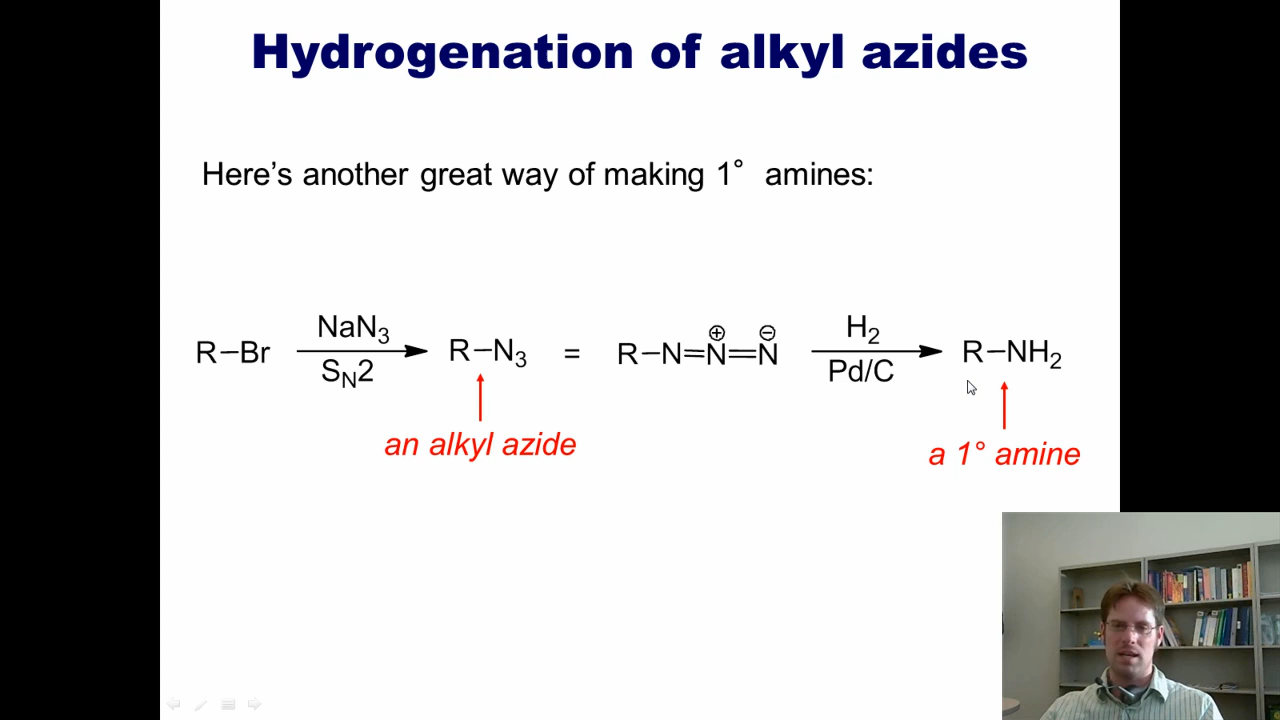 Hydrogenation of alkyl azides
Here's another great way of making 1° amines:
R–Br NaN₃ S_N2 R–N₃ = R–N=N⊕=N⊖ H₂ Pd/C R–NH₂
an alkyl azide
a 1° amine